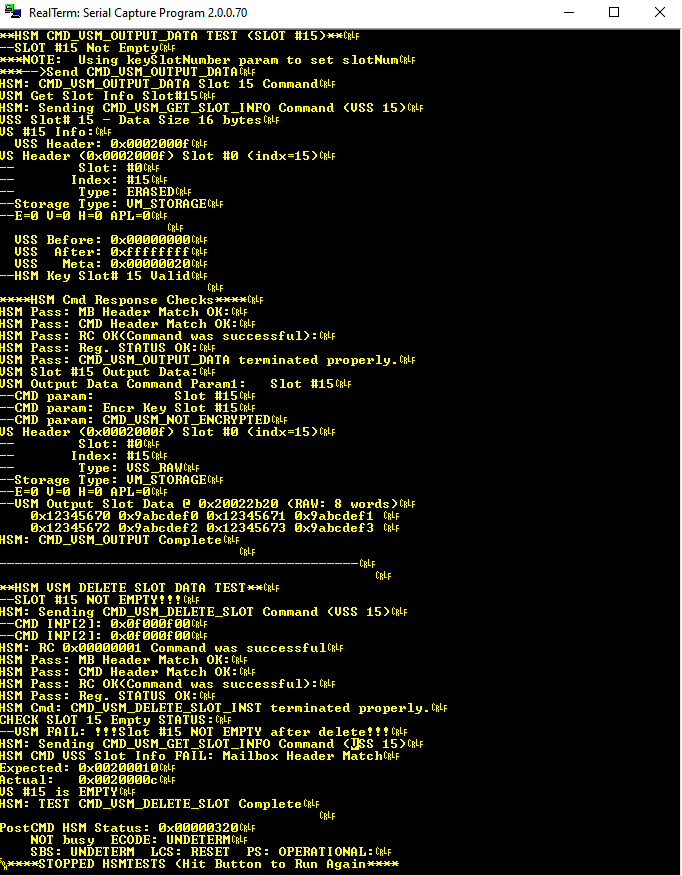 RealTerm: Serial Capture Program 2.0.0.70
**HSM CMD_VSM_OUTPUT_DATA TEST (SLOT #15)**CRLF
--SLOT #15 Not EmptyCRLF
***NOTE:  Using keySlotNumber param to set slotNumCRLF
***-->Send CMD_VSM_OUTPUT_DATACRLF
HSM: CMD_VSM_OUTPUT_DATA Slot 15 CommandCRLF
VSM Get Slot Info Slot#15CRLF
HSM: Sending CMD_VSM_GET_SLOT_INFO Command (VSS 15)CRLF
VSS Slot# 15 - Data Size 16 bytesCRLF
VS #15 Info:CRLF
  VSS Header: 0x0002000fCRLF
VS Header (0x0002000f) Slot #0 (indx=15)CRLF
--        Slot: #0CRLF
--       Index: #15CRLF
--        Type: ERASEDCRLF
--Storage Type: VM_STORAGECRLF
--E=0 V=0 H=0 APL=0CRLF
CRLF
  VSS Before: 0x00000000CRLF
  VSS  After: 0xffffffffCRLF
  VSS   Meta: 0x00000020CRLF
--HSM Key Slot# 15 ValidCRLF
CRLF
****HSM Cmd Response Checks****CRLF
HSM Pass: MB Header Match OK:CRLF
HSM Pass: CMD Header Match OK:CRLF
HSM Pass: RC OK(Command was successful):CRLF
HSM Pass: Reg. STATUS OK:CRLF
VSM Pass: CMD_VSM_OUTPUT_DATA terminated properly.CRLF
VSM Slot #15 Output Data:CRLF
VSM Output Data Command Param1:   Slot #15CRLF
--CMD param:          Slot #15CRLF
--CMD param: Encr Key Slot #15CRLF
--CMD param: CMD_VSM_NOT_ENCRYPTEDCRLF
VS Header (0x0002000f) Slot #0 (indx=15)CRLF
--        Slot: #0CRLF
--       Index: #15CRLF
--        Type: VSS_RAWCRLF
--Storage Type: VM_STORAGECRLF
--E=0 V=0 H=0 APL=0CRLF
--VSM Output Slot Data @ 0x20022b20 (RAW: 8 words)CRLF
    0x12345670 0x9abcdef0 0x12345671 0x9abcdef1 CRLF
    0x12345672 0x9abcdef2 0x12345673 0x9abcdef3 CRLF
HSM: CMD_VSM_OUTPUT CompleteCRLF
CRLF
----------------------------------------------CRLF
CRLF
**HSM VSM DELETE SLOT DATA TEST**CRLF
--SLOT #15 NOT EMPTY!!!CRLF
HSM: Sending CMD_VSM_DELETE_SLOT Command (VSS 15)CRLF
--CMD INP[2]: 0x0f000f00CRLF
--CMD INP[2]: 0x0f000f00CRLF
HSM: RC 0x00000001 Command was successfulCRLF
HSM Pass: MB Header Match OK:CRLF
HSM Pass: CMD Header Match OK:CRLF
HSM Pass: RC OK(Command was successful):CRLF
HSM Pass: Reg. STATUS OK:CRLF
HSM Cmd: CMD_VSM_DELETE_SLOT_INST terminated properly.CRLF
CHECK SLOT 15 Empty STATUS:CRLF
--VSM FAIL: !!!Slot #15 NOT EMPTY after delete!!!CRLF
HSM: Sending CMD_VSM_GET_SLOT_INFO Command (VSS 15)CRLF
HSM CMD VSS Slot Info FAIL: Mailbox Header MatchCRLF
Expected: 0x00200010CRLF
Actual:   0x0020000cCRLF
VS #15 is EMPTYCRLF
HSM: TEST CMD_VSM_DELETE_SLOT CompleteCRLF
CRLF
PostCMD HSM Status: 0x00000320CRLF
    NOT busy  ECODE: UNDETERMCRLF
    SBS: UNDETERM  LCS: RESET  PS: OPERATIONAL:CRLF
****STOPPED HSMTESTS (Hit Button to Run Again****